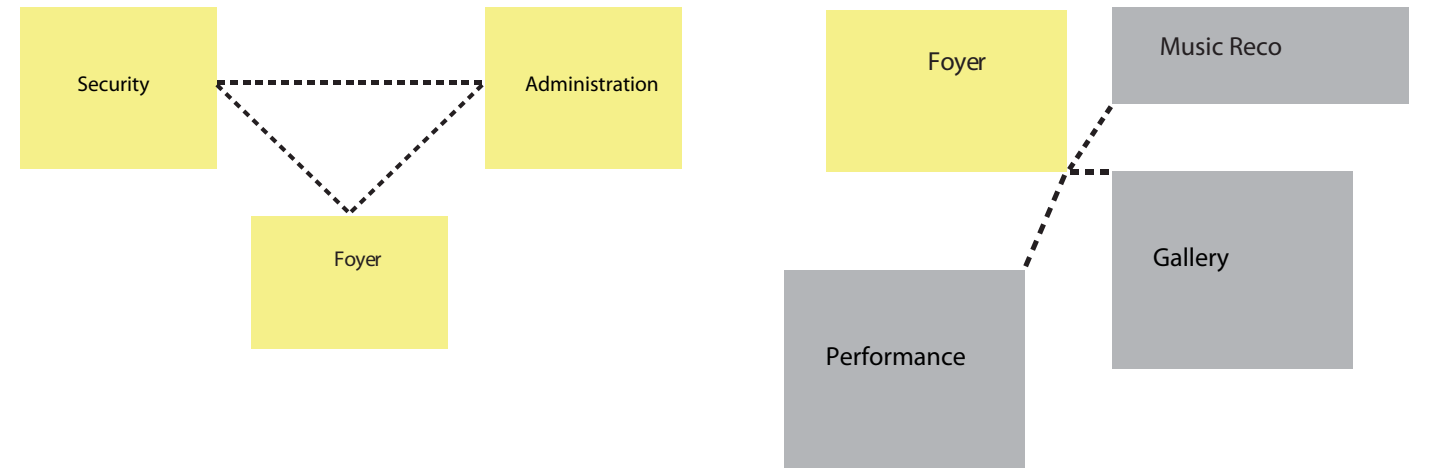 Security
Administration
Foyer
Foyer
Music Reco
Gallery
Performance